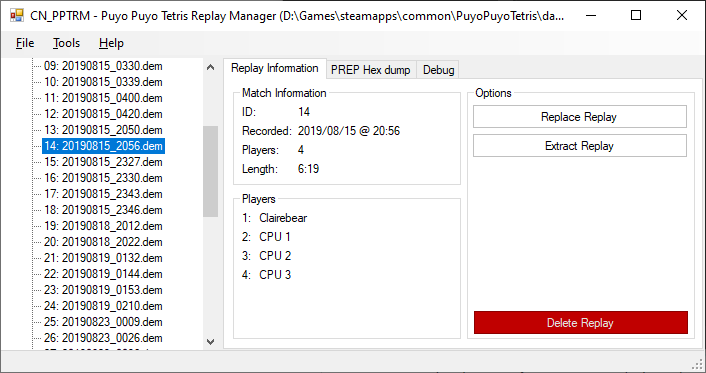 CN_PPTRM - Puyo Puyo Tetris Replay Manager (D:\Games\steamapps\common\PuyoPuyoTetris\da...
File Tools Help
09: 20190815_0330.dem
10: 20190815_0339.dem
11: 20190815_0400.dem
12: 20190815_0420.dem
13: 20190815_2050.dem
14: 20190815_2056.dem
15: 20190815_2327.dem
16: 20190815_2330.dem
17: 20190815_2343.dem
18: 20190815_2346.dem
19: 20190818_2012.dem
20: 20190818_2022.dem
21: 20190819_0132.dem
22: 20190819_0144.dem
23: 20190819_0153.dem
24: 20190819_0210.dem
25: 20190823_0009.dem
26: 20190823_0026.dem
Replay Information PREP Hex dump Debug
Match Information
ID: 14
Recorded: 2019/08/15 @ 20:56
Players: 4
Length: 6:19
Players
1: Clairebear
2: CPU 1
3: CPU 2
4: CPU 3
Options
Replace Replay
Extract Replay
Delete Replay